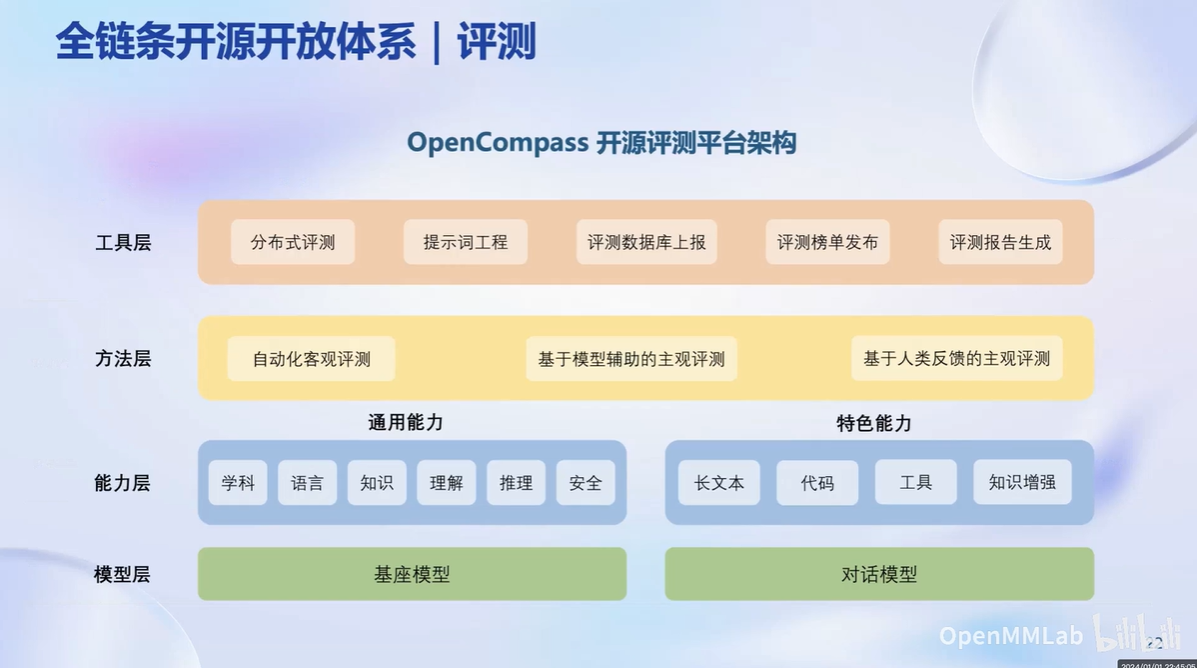 全链条开源开放体系 | 评测
OpenCompass 开源评测平台架构
工具层
分布式评测
提示词工程
评测数据库上报
评测榜单发布
评测报告生成
方法层
自动化客观评测
基于模型辅助的主观评测
基于人类反馈的主观评测
通用能力
特色能力
能力层
学科
语言
知识
理解
推理
安全
长文本
代码
工具
知识增强
模型层
基座模型
对话模型
OpenMMLab bilibili
22